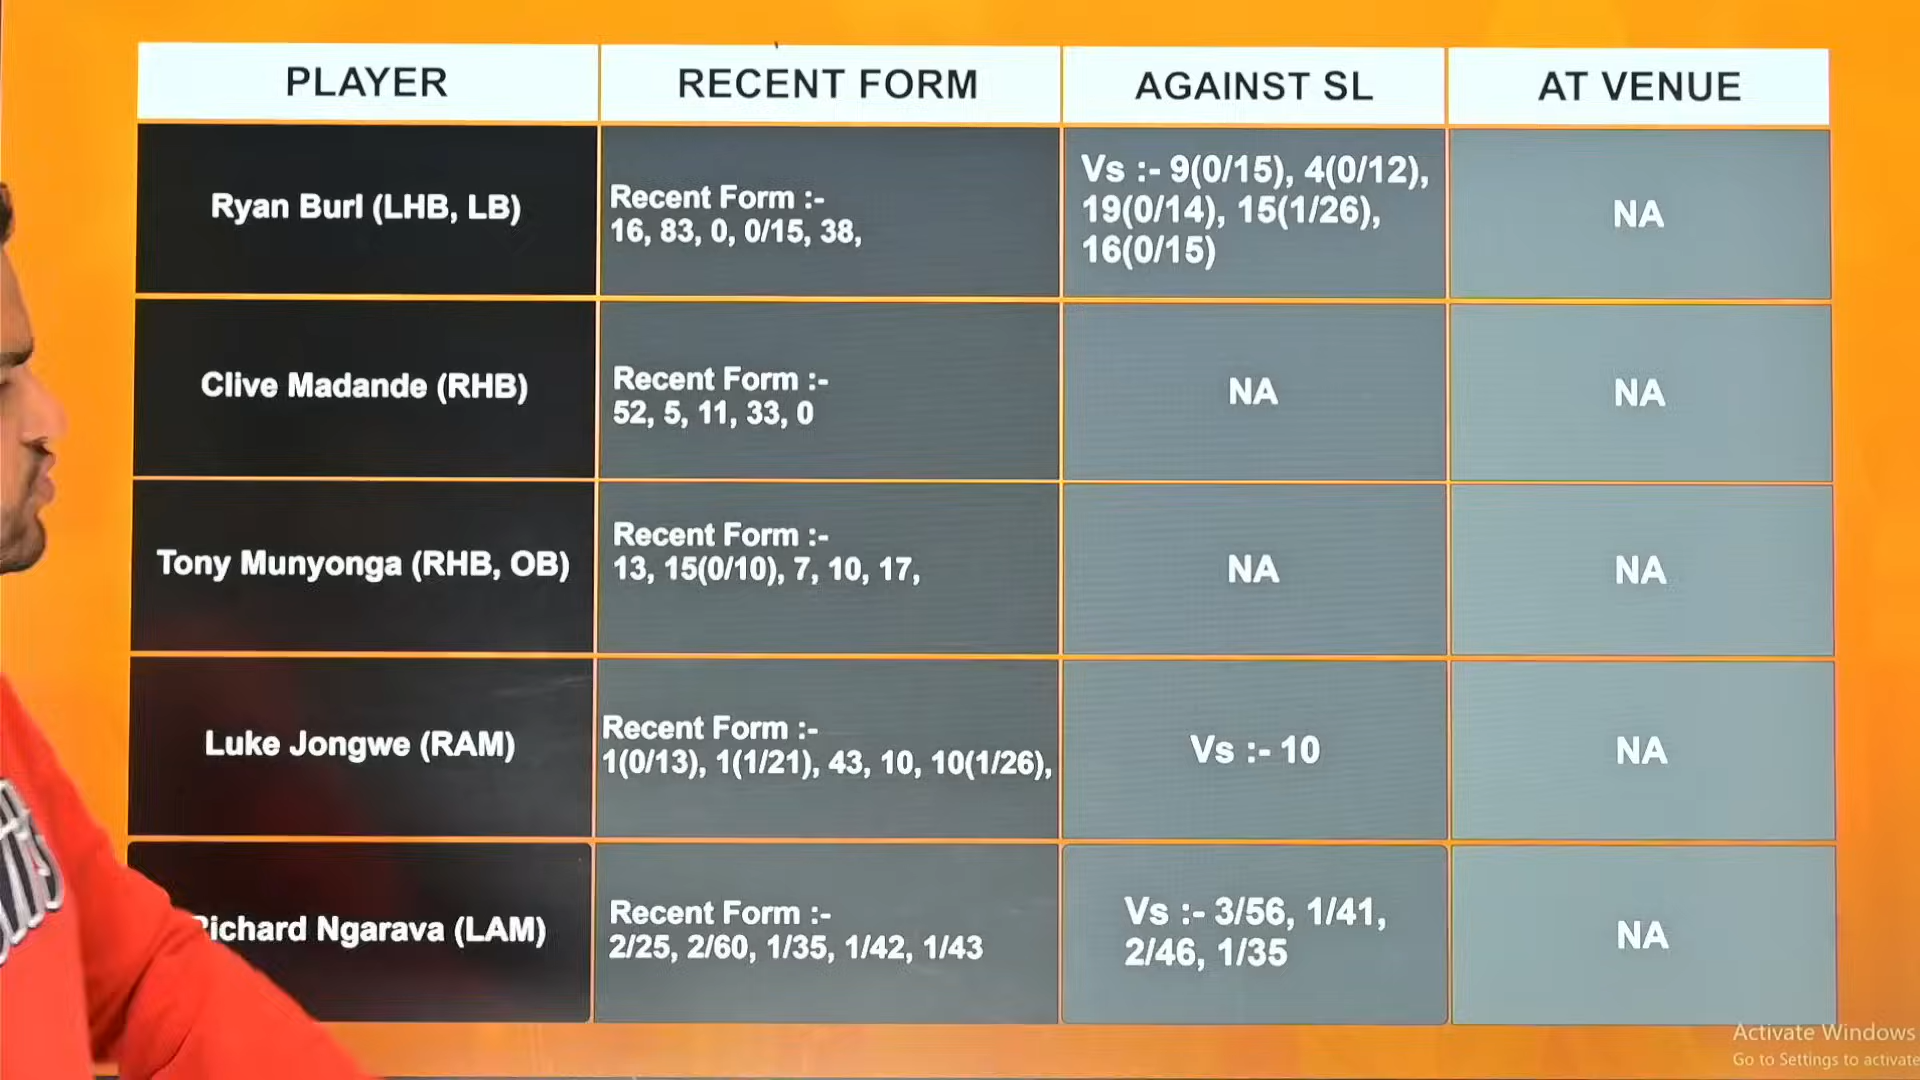 PLAYER
RECENT FORM
AGAINST SL
AT VENUE
Ryan Burl (LHB, LB)
Recent Form :-
16, 83, 0, 0/15, 38,
Vs :- 9(0/15), 4(0/12),
19(0/14), 15(1/26),
16(0/15)
NA
Clive Madande (RHB)
Recent Form :-
52, 5, 11, 33, 0
NA
NA
Tony Munyonga (RHB, OB)
Recent Form :-
13, 15(0/10), 7, 10, 17,
NA
NA
Luke Jongwe (RAM)
Recent Form :-
1(0/13), 1(1/21), 43, 10, 10(1/26),
Vs :- 10
NA
Richard Ngarava (LAM)
Recent Form :-
2/25, 2/60, 1/35, 1/42, 1/43
Vs :- 3/56, 1/41,
2/46, 1/35
NA
Activate Windows
Go to Settings to activate